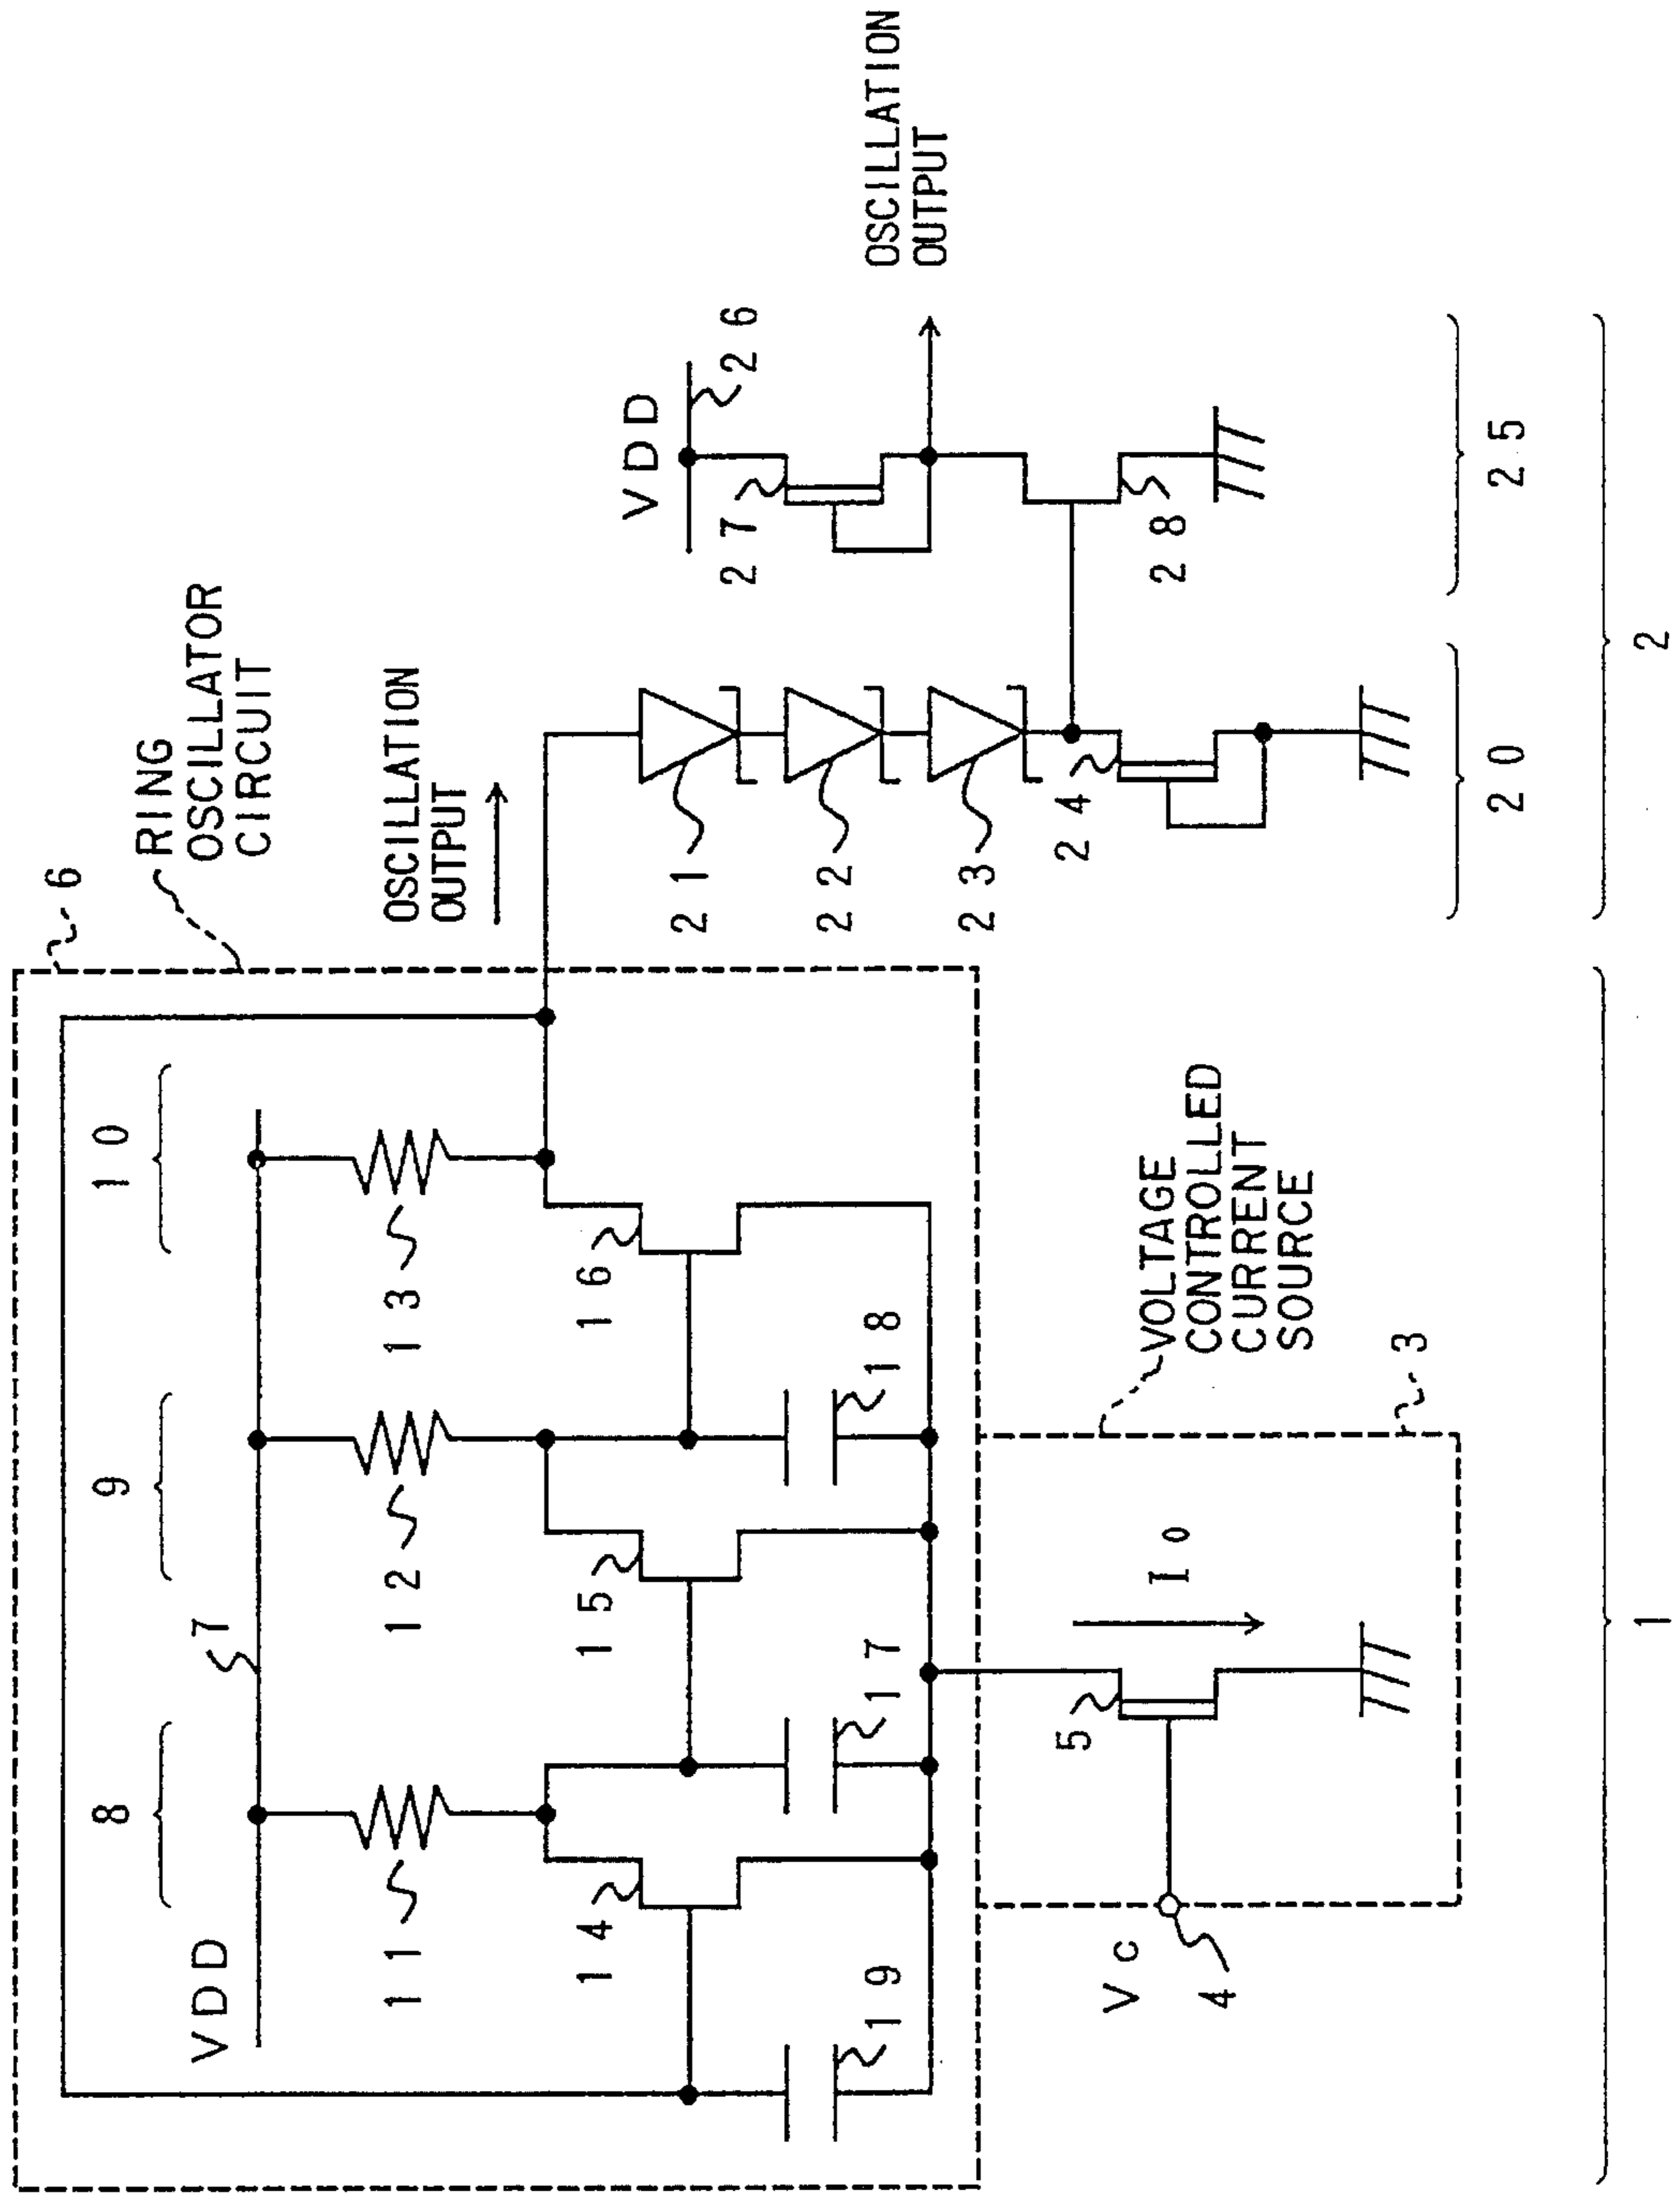 6
RING
OSCILLATOR
CIRCUIT
8
9
10
VDD
7
11
12
13
OSCILLATION
OUTPUT
14
15
16
19
17
18
21
22
23
24
VDD
26
27
28
OSCILLATION
OUTPUT
Vc
4
5
Io
VOLTAGE
CONTROLLED
CURRENT
SOURCE
3
20
25
1
2